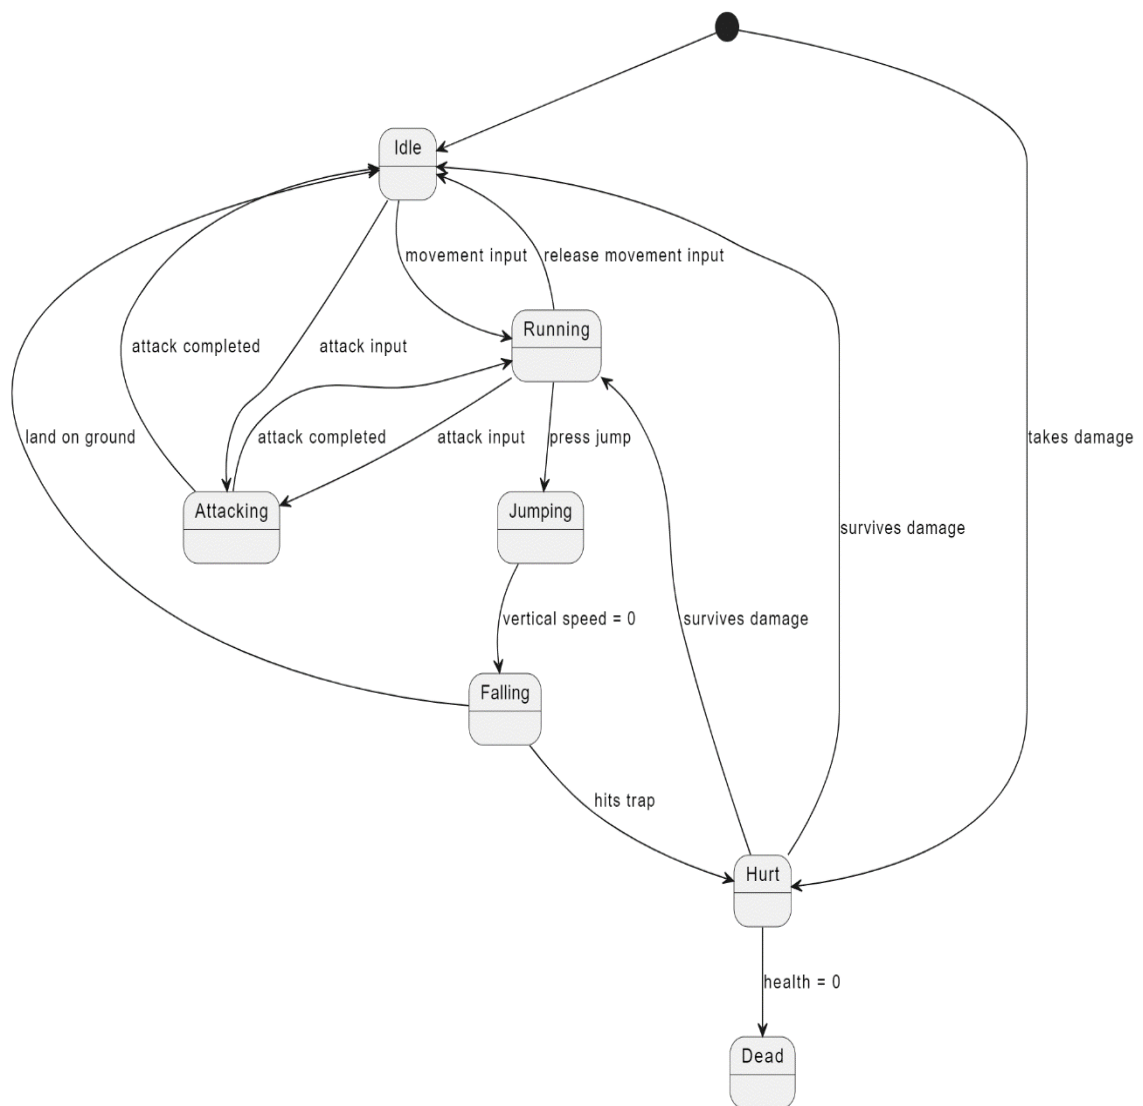 Idle
movement input
release movement input
Running
attack completed
attack input
land on ground
attack completed
attack input
press jump
takes damage
Attacking
Jumping
survives damage
vertical speed = 0
survives damage
Falling
hits trap
Hurt
health = 0
Dead